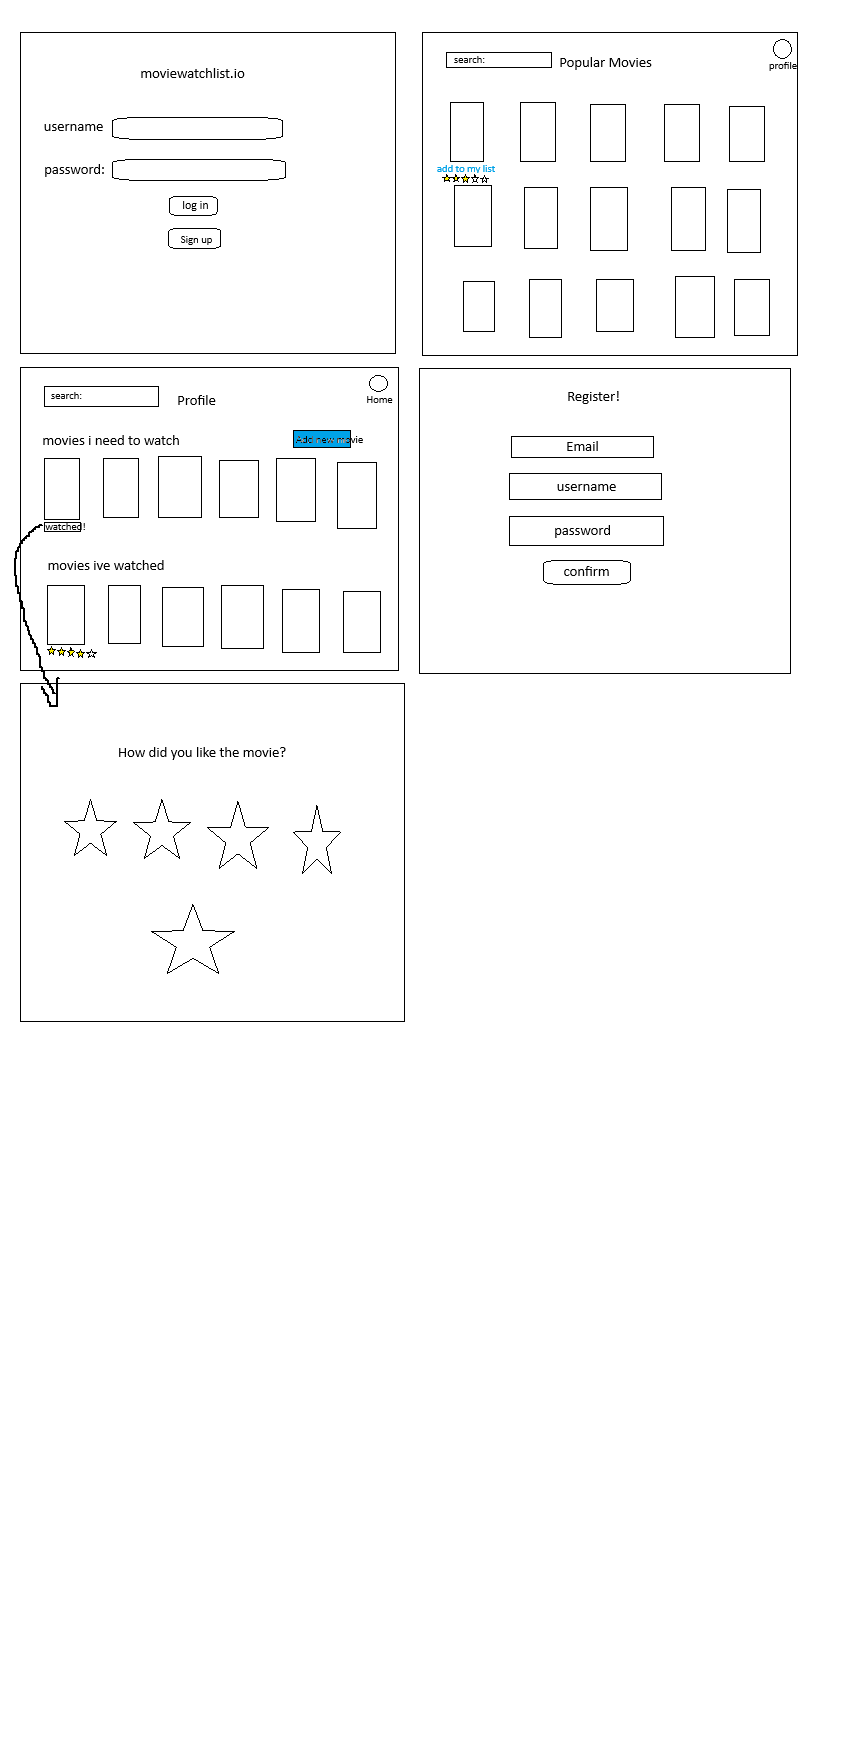 moviewatchlist.io
username
password:
log in
Sign up
search:
Popular Movies
profile
add to my list
search:
Profile
Home
movies i need to watch
Add new movie
watched!
movies ive watched
Register!
Email
username
password
confirm
How did you like the movie?